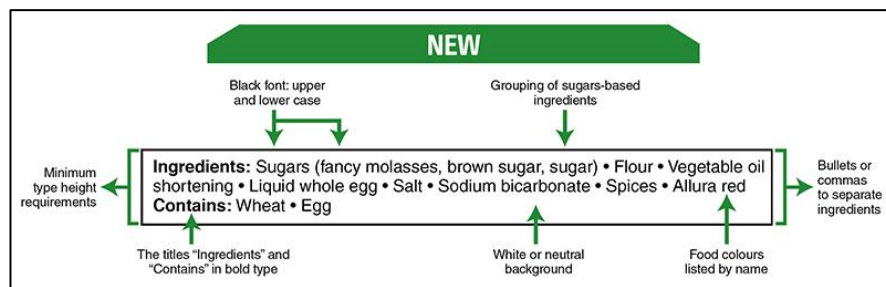 NEW
Black font: upper
and lower case
Grouping of sugars-based
ingredients
Minimum
type height
requirements
Ingredients: Sugars (fancy molasses, brown sugar, sugar) • Flour • Vegetable oil
shortening • Liquid whole egg • Salt • Sodium bicarbonate • Spices • Allura red
Contains: Wheat • Egg
Bullets or
commas
to separate
ingredients
The titles “Ingredients” and
“Contains” in bold type
White or neutral
background
Food colours
listed by name